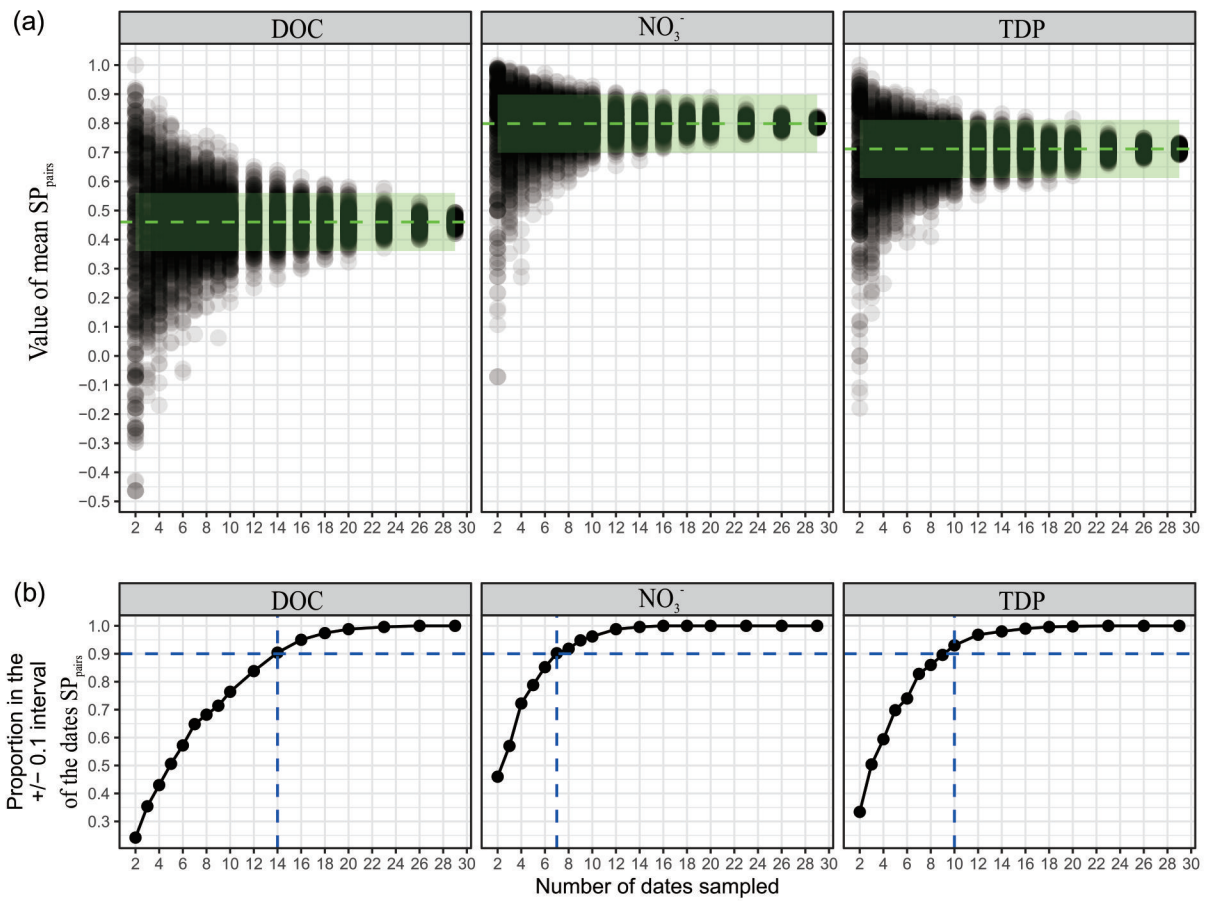 (a)
DOC
NO₃⁻
TDP
Value of mean SP_pairs
1.0
0.9
0.8
0.7
0.6
0.5
0.4
0.3
0.2
0.1
0.0
−0.1
−0.2
−0.3
−0.4
−0.5
2 4 6 8 10 12 14 16 18 20 22 24 26 28 30
2 4 6 8 10 12 14 16 18 20 22 24 26 28 30
2 4 6 8 10 12 14 16 18 20 22 24 26 28 30
(b)
DOC
NO₃⁻
TDP
Proportion in the
+/− 0.1 interval
of the dates SP_pairs
1.0
0.9
0.8
0.7
0.6
0.5
0.4
0.3
2 4 6 8 10 12 14 16 18 20 22 24 26 28 30
2 4 6 8 10 12 14 16 18 20 22 24 26 28 30
2 4 6 8 10 12 14 16 18 20 22 24 26 28 30
Number of dates sampled